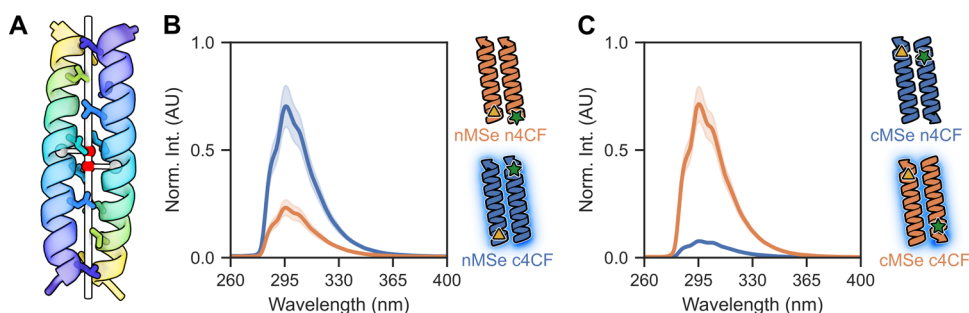 A
B
1.0
0.5
0.0
Norm. Int. (AU)
260 295 330 365 400
Wavelength (nm)
nMSe n4CF
nMSe c4CF
C
1.0
0.5
0.0
Norm. Int. (AU)
260 295 330 365 400
Wavelength (nm)
cMSe n4CF
cMSe c4CF